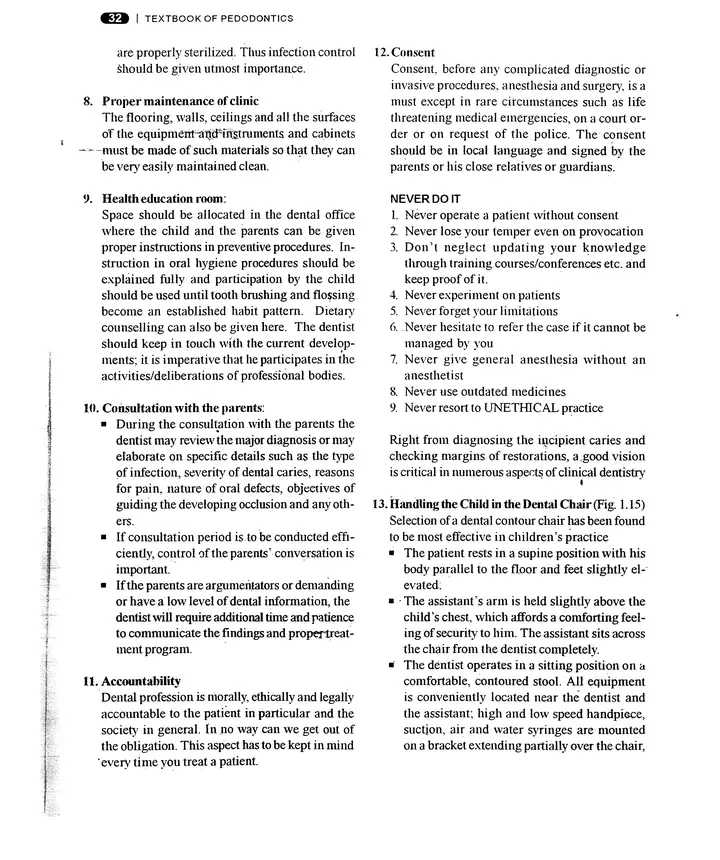 32 | TEXTBOOK OF PEDODONTICS
are properly sterilized. Thus infection control
should be given utmost importance.
8. Proper maintenance of clinic
The flooring, walls, ceilings and all the surfaces
of the equipment and instruments and cabinets
must be made of such materials so that they can
be very easily maintained clean.
9. Health education room:
Space should be allocated in the dental office
where the child and the parents can be given
proper instructions in preventive procedures. In-
struction in oral hygiene procedures should be
explained fully and participation by the child
should be used until tooth brushing and flossing
become an established habit pattern. Dietary
counselling can also be given here. The dentist
should keep in touch with the current develop-
ments; it is imperative that he participates in the
activities/deliberations of professional bodies.
10. Consultation with the parents:
▪ During the consultation with the parents the
dentist may review the major diagnosis or may
elaborate on specific details such as the type
of infection, severity of dental caries, reasons
for pain, nature of oral defects, objectives of
guiding the developing occlusion and any oth-
ers.
▪ If consultation period is to be conducted effi-
ciently, control of the parents' conversation is
important.
▪ If the parents are argumentators or demanding
or have a low level of dental information, the
dentist will require additional time and patience
to communicate the findings and proper treat-
ment program.
11. Accountability
Dental profession is morally, ethically and legally
accountable to the patient in particular and the
society in general. In no way can we get out of
the obligation. This aspect has to be kept in mind
every time you treat a patient.
12. Consent
Consent, before any complicated diagnostic or
invasive procedures, anesthesia and surgery, is a
must except in rare circumstances such as life
threatening medical emergencies, on a court or-
der or on request of the police. The consent
should be in local language and signed by the
parents or his close relatives or guardians.
NEVER DO IT
1. Never operate a patient without consent
2. Never lose your temper even on provocation
3. Don't neglect updating your knowledge
through training courses/conferences etc. and
keep proof of it.
4. Never experiment on patients
5. Never forget your limitations
6. Never hesitate to refer the case if it cannot be
managed by you
7. Never give general anesthesia without an
anesthetist
8. Never use outdated medicines
9. Never resort to UNETHICAL practice
Right from diagnosing the incipient caries and
checking margins of restorations, a good vision
is critical in numerous aspects of clinical dentistry
13. Handling the Child in the Dental Chair (Fig. 1.15)
Selection of a dental contour chair has been found
to be most effective in children's practice
▪ The patient rests in a supine position with his
body parallel to the floor and feet slightly el-
evated.
▪ The assistant's arm is held slightly above the
child's chest, which affords a comforting feel-
ing of security to him. The assistant sits across
the chair from the dentist completely.
▪ The dentist operates in a sitting position on a
comfortable, contoured stool. All equipment
is conveniently located near the dentist and
the assistant; high and low speed handpiece,
suction, air and water syringes are mounted
on a bracket extending partially over the chair,